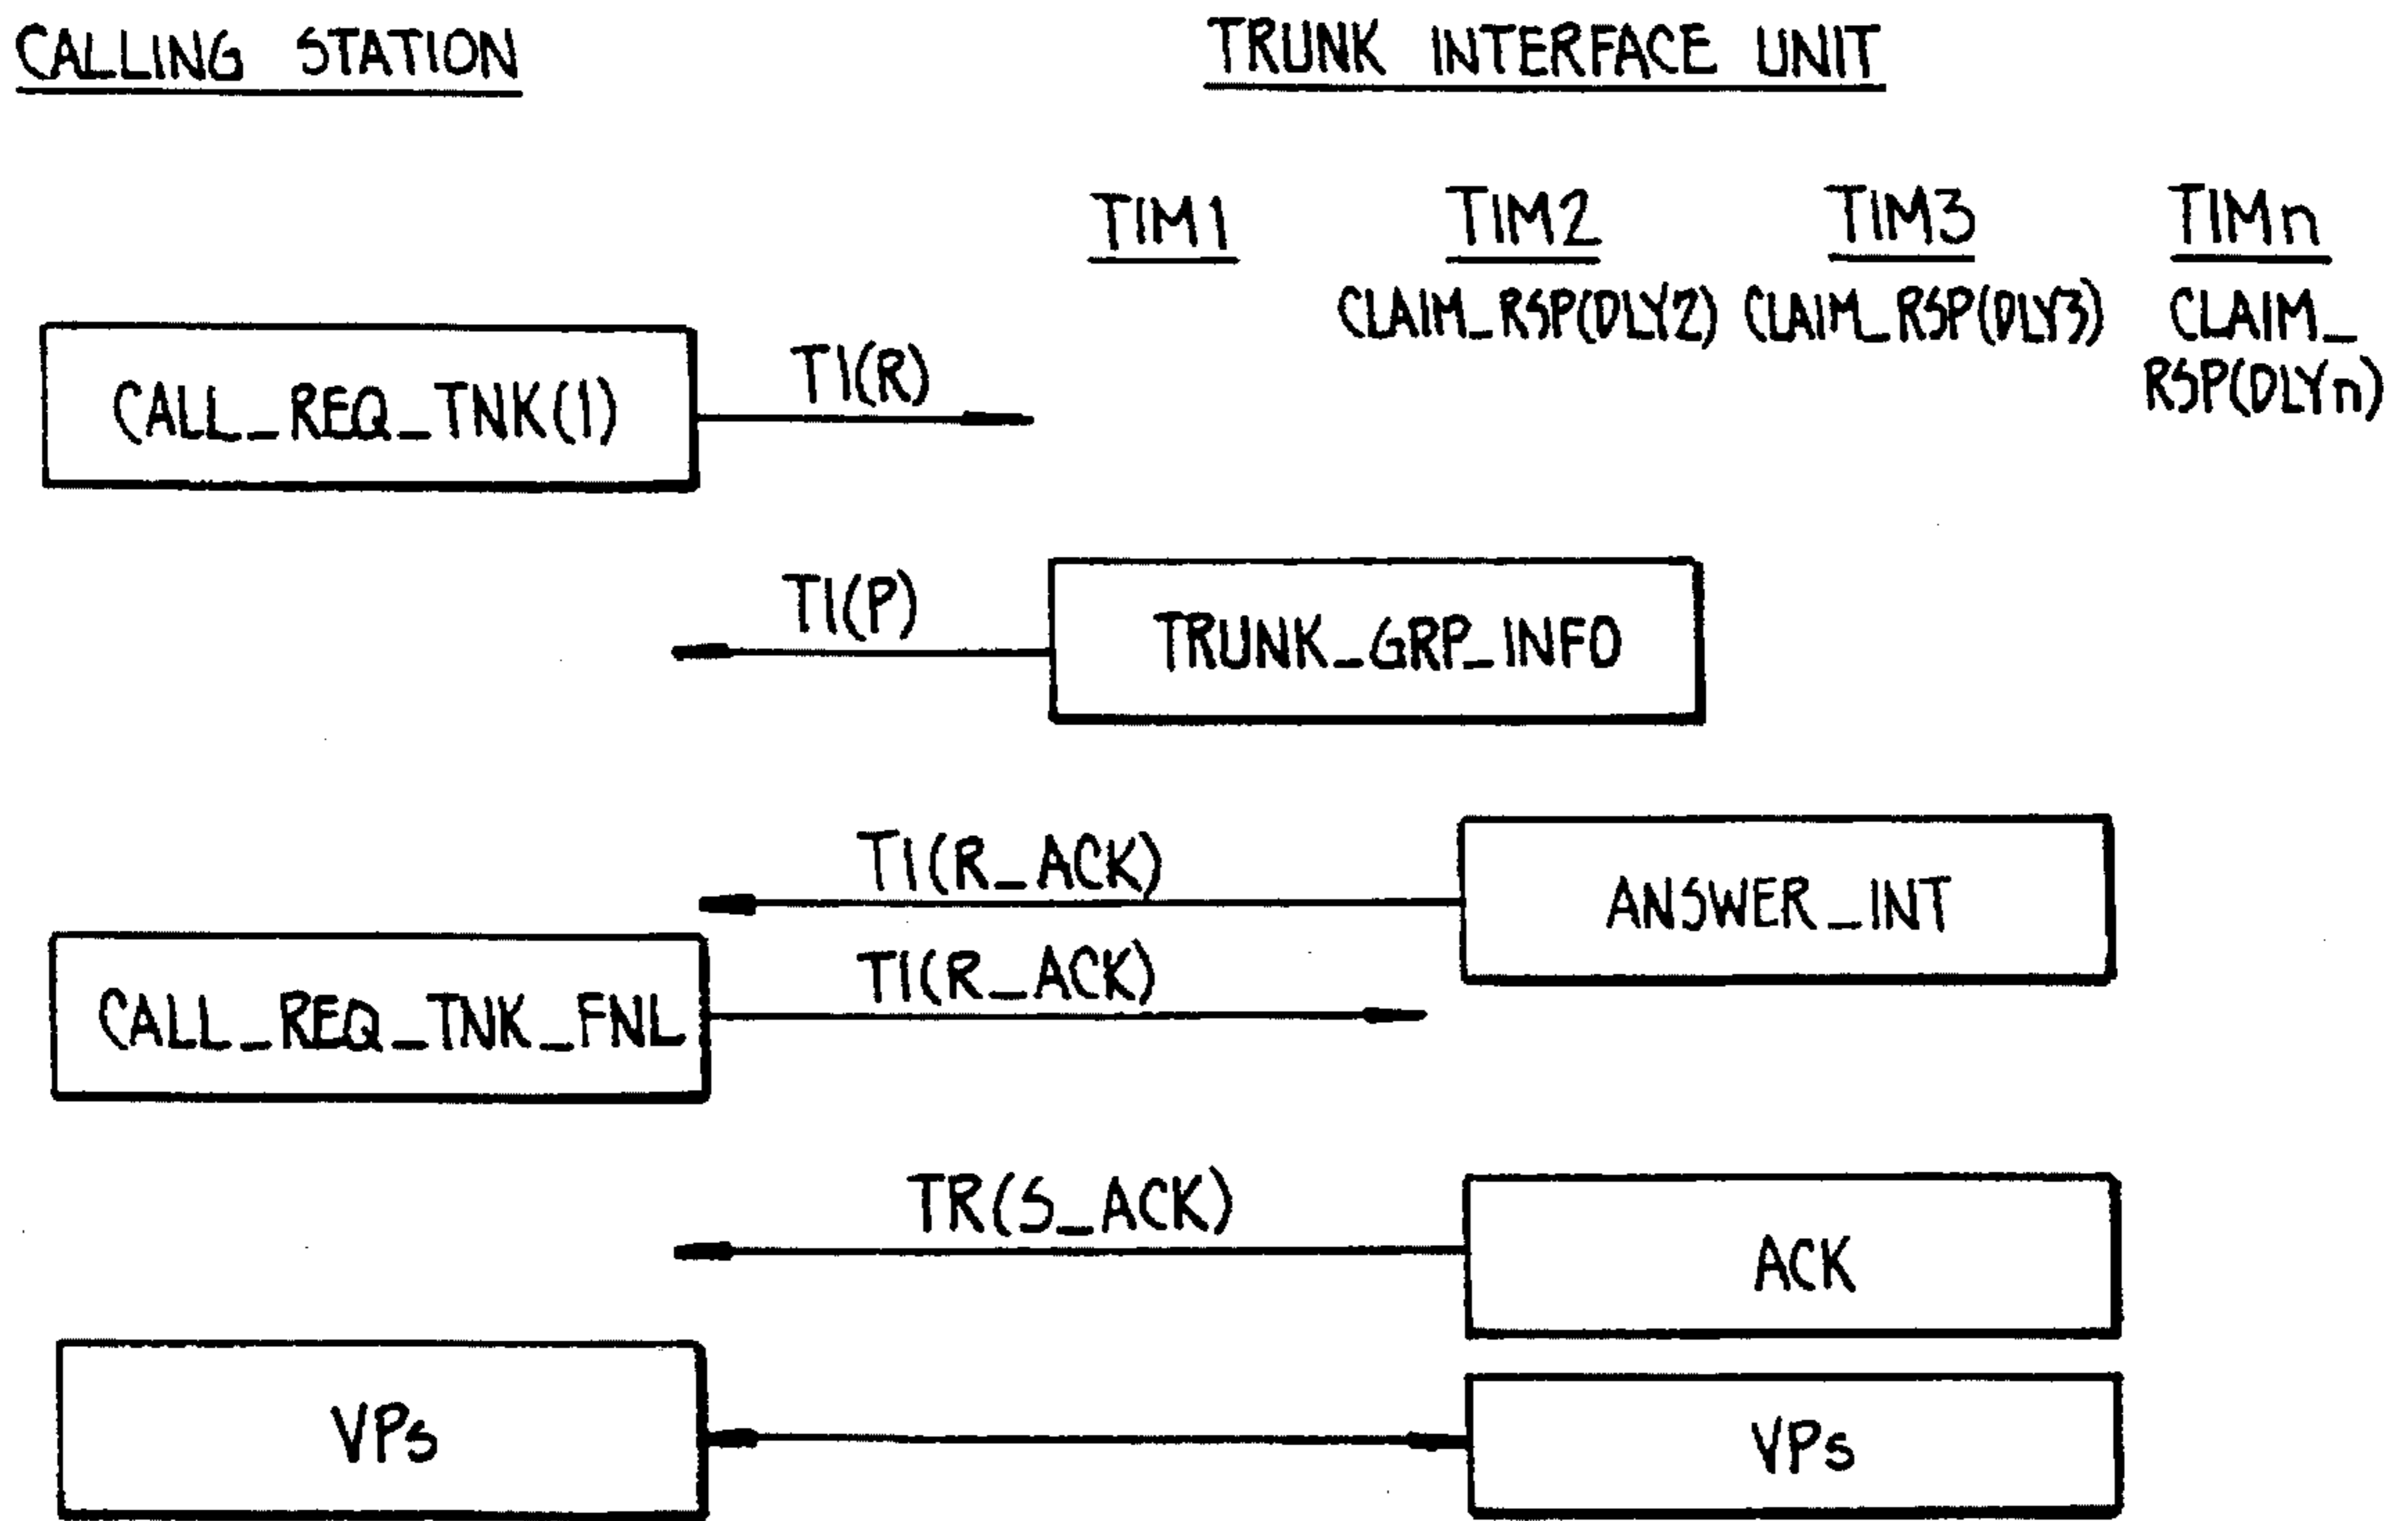 CALLING STATION
TRUNK INTERFACE UNIT
TIM1
TIM2
TIM3
TIMn
CLAIM_RSP(DLY2)
CLAIM_RSP(DLY3)
CLAIM_
RSP(DLYn)
CALL_REQ_TNK(1)
TI(R)
TI(P)
TRUNK_GRP_INFO
TI(R_ACK)
ANSWER_INT
CALL_REQ_TNK_FNL
TI(R_ACK)
TR(S_ACK)
ACK
VPs
VPs